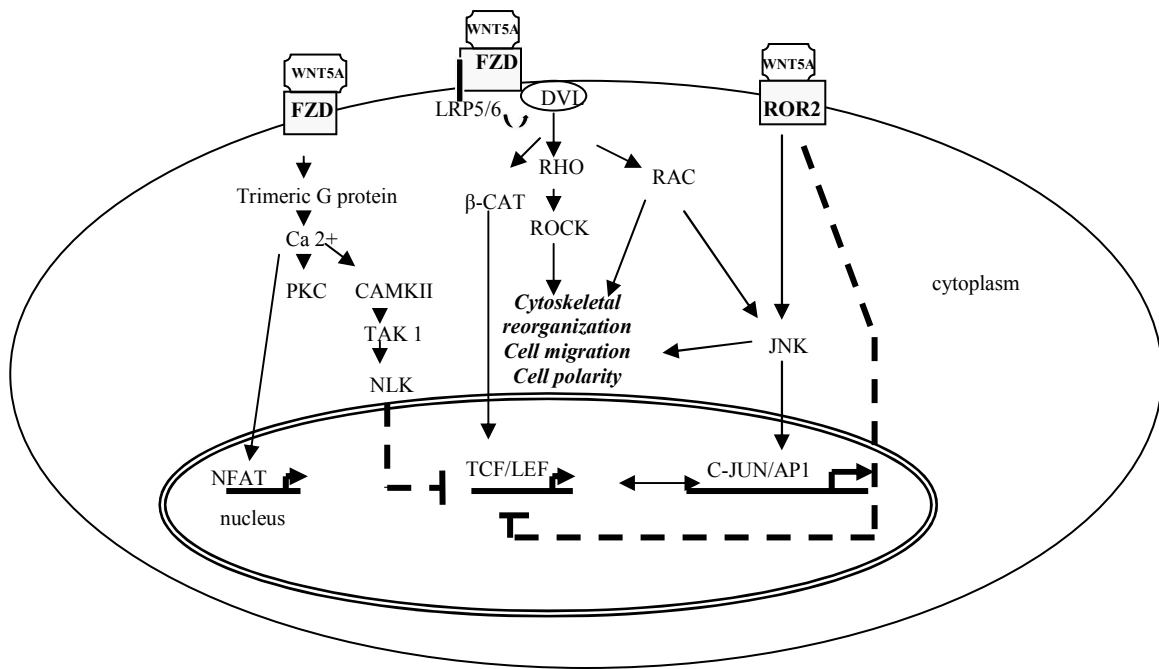 WNT5A
FZD
WNT5A
FZD
LRP5/6
DVL
WNT5A
ROR2
Trimeric G protein
Ca 2+
PKC
CAMKII
TAK 1
NLK
β-CAT
RHO
ROCK
RAC
Cytoskeletal
reorganization
Cell migration
Cell polarity
JNK
cytoplasm
NFAT
nucleus
TCF/LEF
C-JUN/AP1